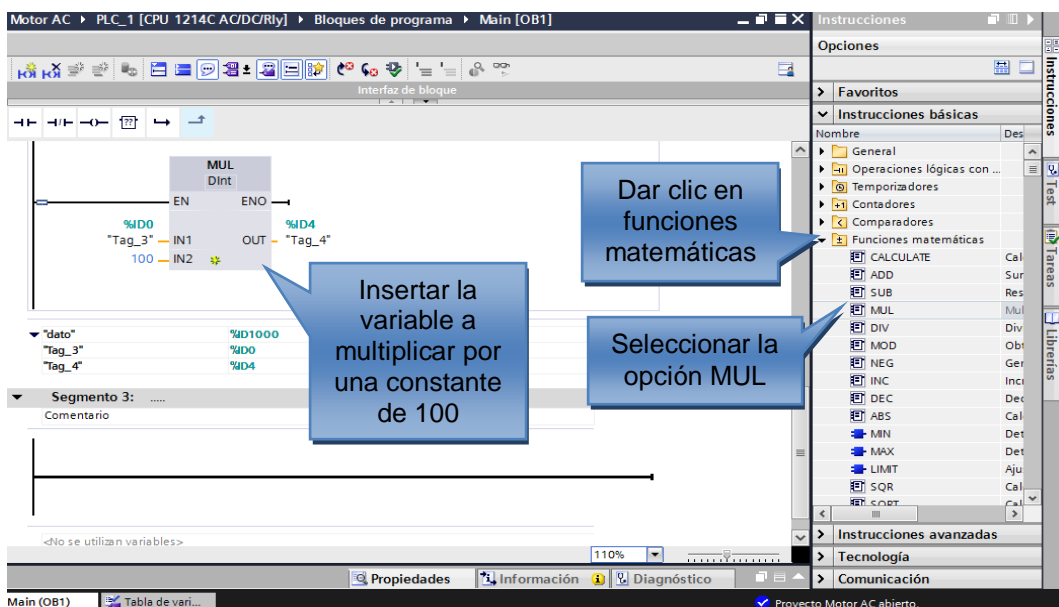 Motor AC ▸ PLC_1 [CPU 1214C AC/DC/Rly] ▸ Bloques de programa ▸ Main [OB1]
Instrucciones
Opciones
Interfaz de bloque
Favoritos
Instrucciones básicas
Nombre
Des
General
Operaciones lógicas con ...
Temporizadores
Contadores
Comparadores
Funciones matemáticas
CALCULATE Cal
ADD Sur
SUB Res
MUL Mul
DIV Div
MOD Obt
NEG Ger
INC Inci
DEC Dec
ABS Cal
MIN Det
MAX Det
LIMIT Aju
SQR Cal
SQRT Cal
Instrucciones avanzadas
Tecnología
Comunicación
Instrucciones
Test
Tareas
Librerías
MUL
DInt
EN ENO
%ID0 %ID4
"Tag_3" IN1 OUT "Tag_4"
100 IN2
Dar clic en
funciones
matemáticas
Insertar la
variable a
multiplicar por
una constante
de 100
Seleccionar la
opción MUL
"dato" %ID1000
"Tag_3" %ID0
"Tag_4" %ID4
Segmento 3: .....
Comentario
<No se utilizan variables>
110%
Propiedades
Información
Diagnóstico
Main (OB1)
Tabla de vari...
Proyecto Motor AC abierto.